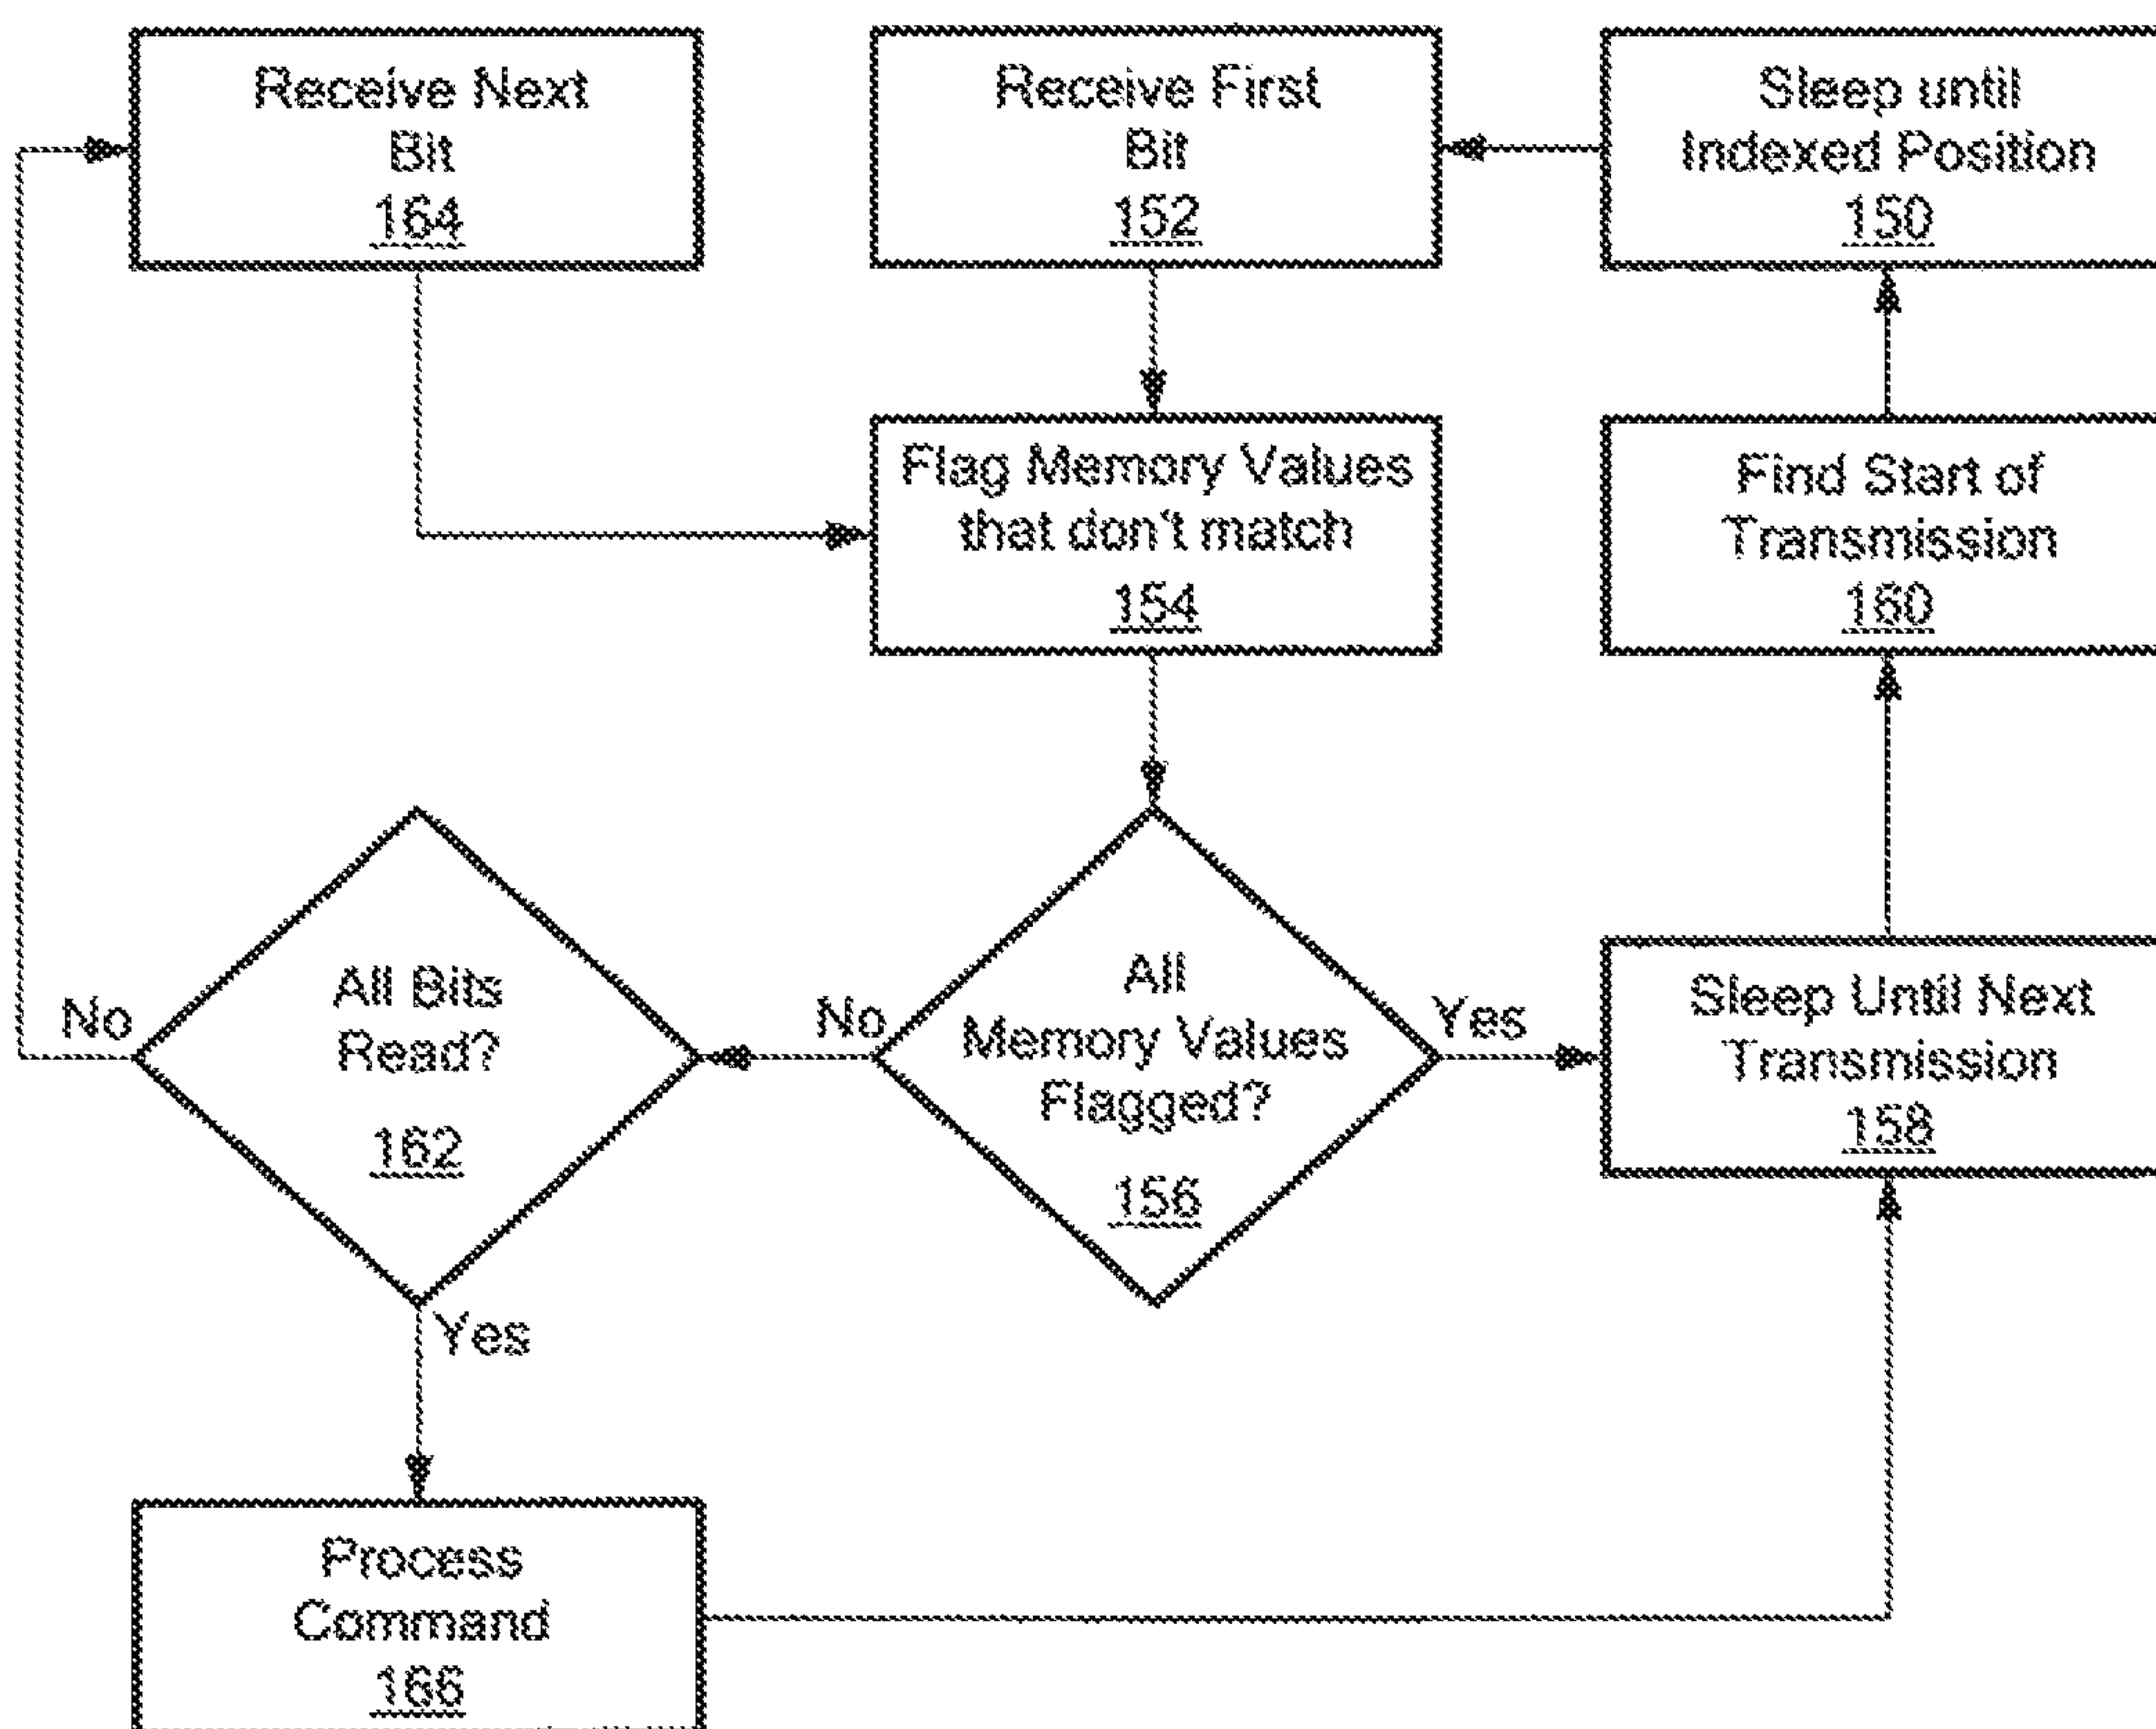 Receive Next
Bit
164
Receive First
Bit
152
Sleep until
Indexed Position
150
Flag Memory Values
that don't match
154
Find Start of
Transmission
160
All Bits
Read?
162
No
Yes
All
Memory Values
Flagged?
156
No
Yes
Sleep Until Next
Transmission
158
Process
Command
166